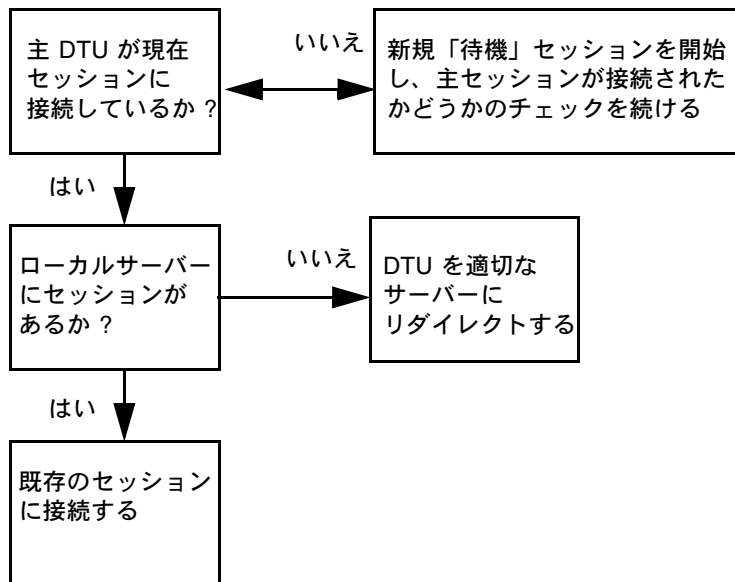 主 DTU が現在
セッションに
接続しているか ?
いいえ
新規「待機」セッションを開始
し、主セッションが接続された
かどうかのチェックを続ける
はい
ローカルサーバー
にセッションが
あるか ?
いいえ
DTU を適切な
サーバーに
リダイレクトする
はい
既存のセッション
に接続する